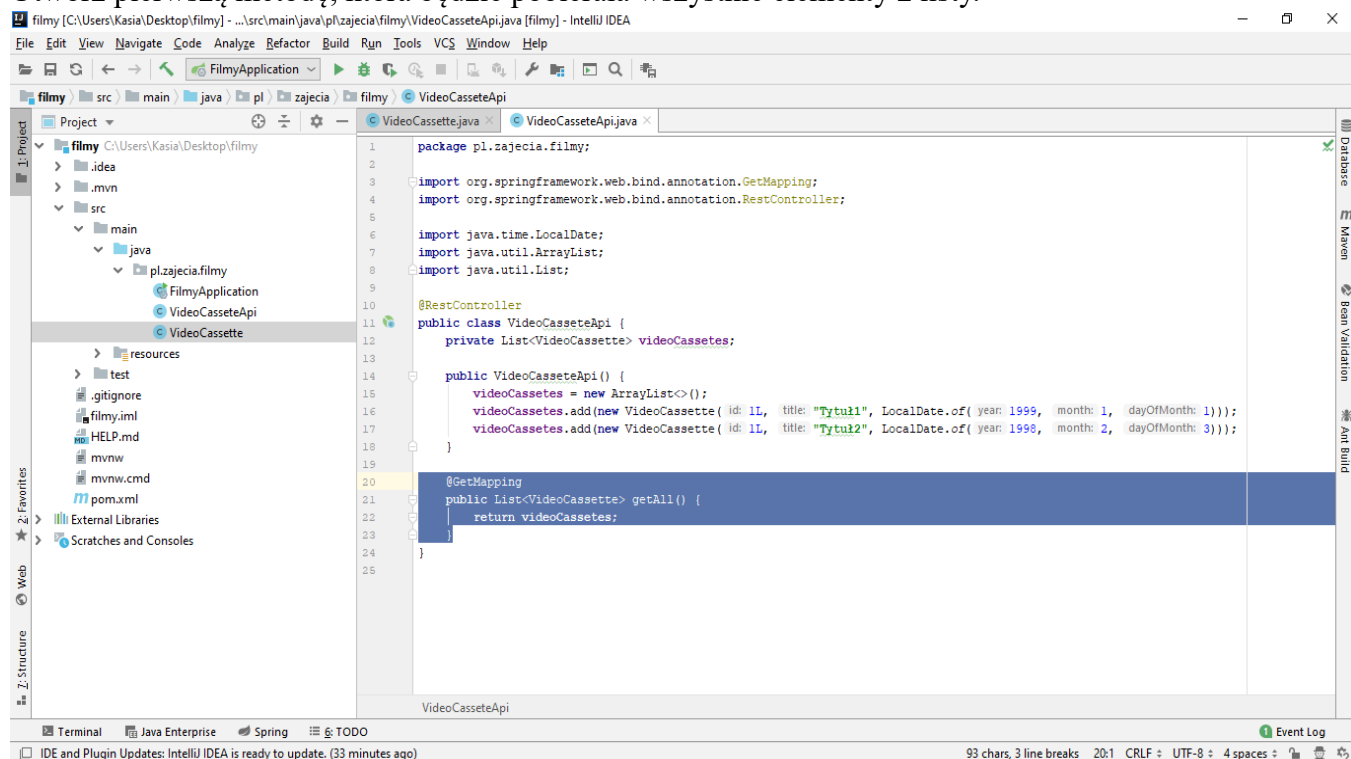 Utwórz pierwszą metodę, która będzie pobierała wszystkie elementy z listy.
filmy [C:\Users\Kasia\Desktop\filmy] - ...\src\main\java\pl\zajecia\filmy\VideoCasseteApi.java [filmy] - IntelliJ IDEA
File Edit View Navigate Code Analyze Refactor Build Run Tools VCS Window Help
FilmyApplication
filmy src main java pl zajecia filmy VideoCasseteApi
Project
VideoCassette.java
VideoCasseteApi.java
1: Project
2: Favorites
Web
7: Structure
filmy C:\Users\Kasia\Desktop\filmy
.idea
.mvn
src
main
java
pl.zajecia.filmy
FilmyApplication
VideoCasseteApi
VideoCassette
resources
test
.gitignore
filmy.iml
HELP.md
mvnw
mvnw.cmd
pom.xml
External Libraries
Scratches and Consoles
1 package pl.zajecia.filmy;
2
3 import org.springframework.web.bind.annotation.GetMapping;
4 import org.springframework.web.bind.annotation.RestController;
5
6 import java.time.LocalDate;
7 import java.util.ArrayList;
8 import java.util.List;
9
10 @RestController
11 public class VideoCasseteApi {
12 private List<VideoCassette> videoCassetes;
13
14 public VideoCasseteApi() {
15 videoCassetes = new ArrayList<>();
16 videoCassetes.add(new VideoCassette( id: 1L, title: "Tytuł1", LocalDate.of( year: 1999, month: 1, dayOfMonth: 1)));
17 videoCassetes.add(new VideoCassette( id: 1L, title: "Tytuł2", LocalDate.of( year: 1998, month: 2, dayOfMonth: 3)));
18 }
19
20 @GetMapping
21 public List<VideoCassette> getAll() {
22 return videoCassetes;
23 }
24 }
25
VideoCasseteApi
Database
m Maven
Bean Validation
Ant Build
Terminal Java Enterprise Spring 6: TODO
1 Event Log
IDE and Plugin Updates: IntelliJ IDEA is ready to update. (33 minutes ago)
93 chars, 3 line breaks 20:1 CRLF UTF-8 4 spaces